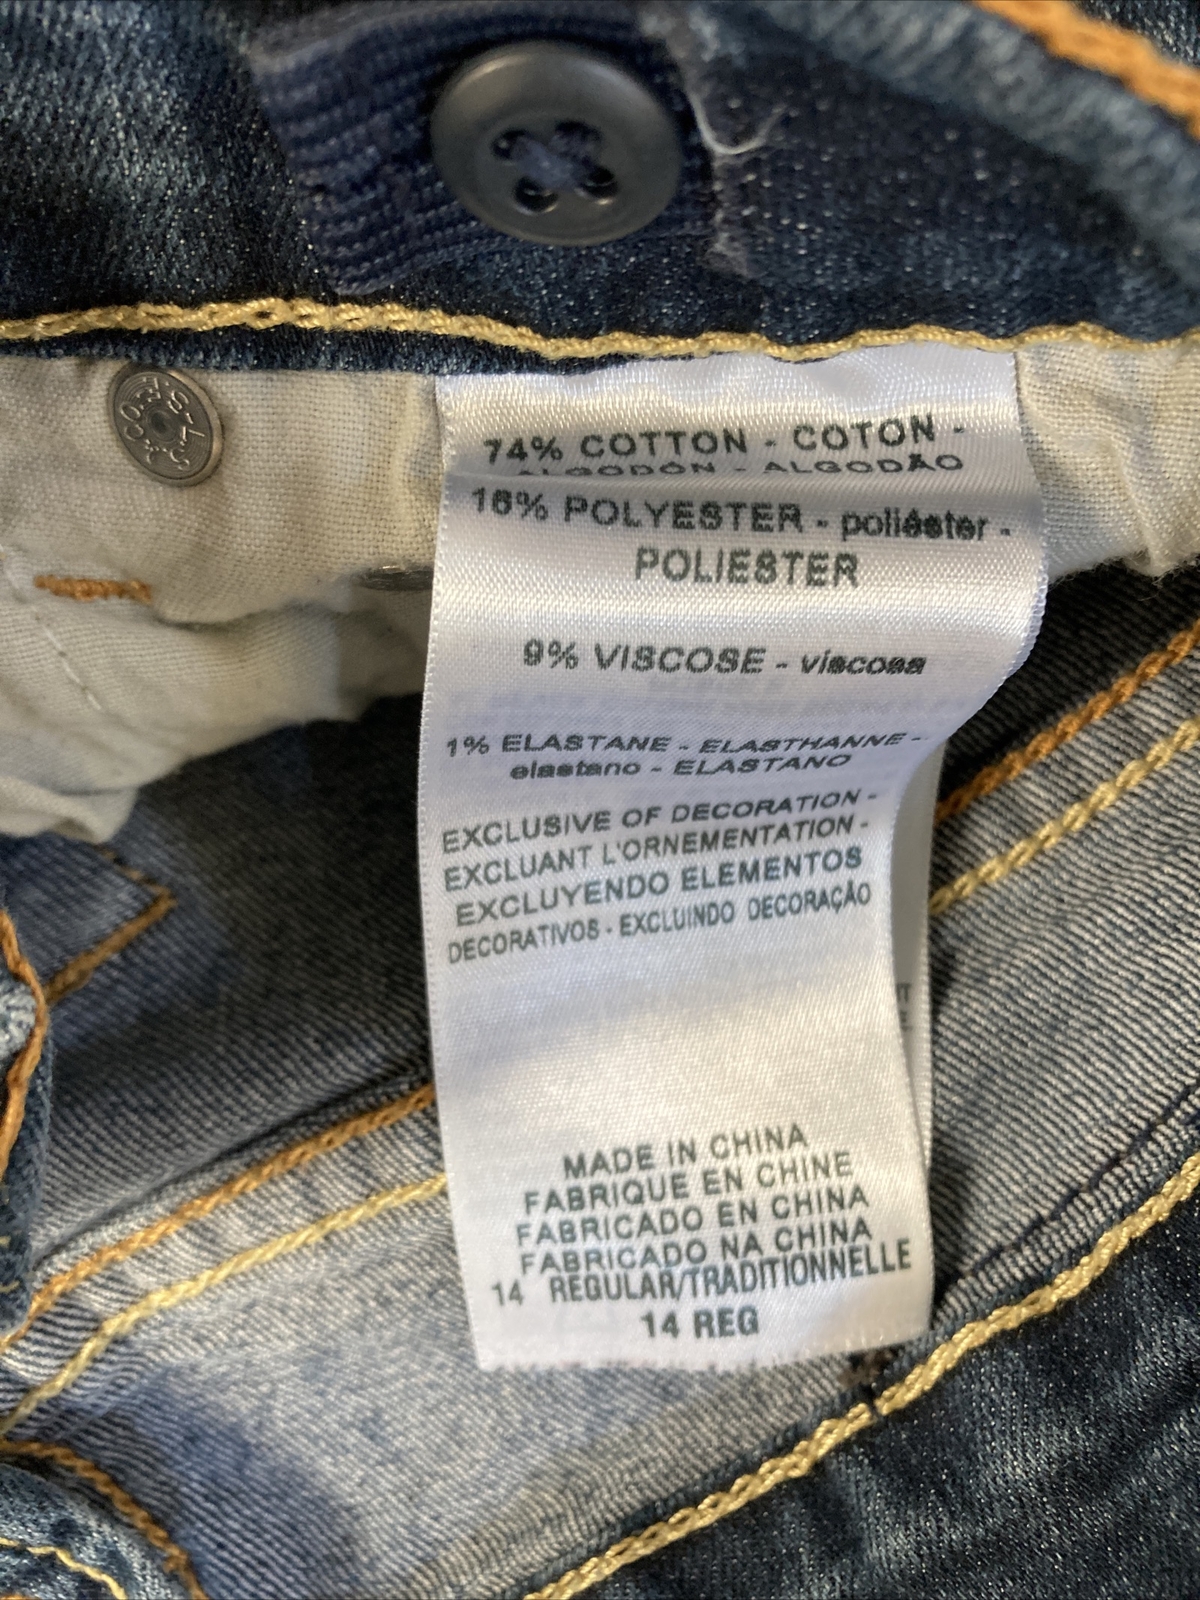 L.S.&CO.
74% COTTON - COTON -
ALGODÓN - ALGODÃO
16% POLYESTER - poliéster -
POLIESTER
9% VISCOSE - viscosa
1% ELASTANE - ELASTHANNE -
elastano - ELASTANO
EXCLUSIVE OF DECORATION -
EXCLUANT L'ORNEMENTATION -
EXCLUYENDO ELEMENTOS
DECORATIVOS - EXCLUINDO DECORAÇÃO
MADE IN CHINA
FABRIQUE EN CHINE
FABRICADO EN CHINA
FABRICADO NA CHINA
14 REGULAR/TRADITIONNELLE
14 REG